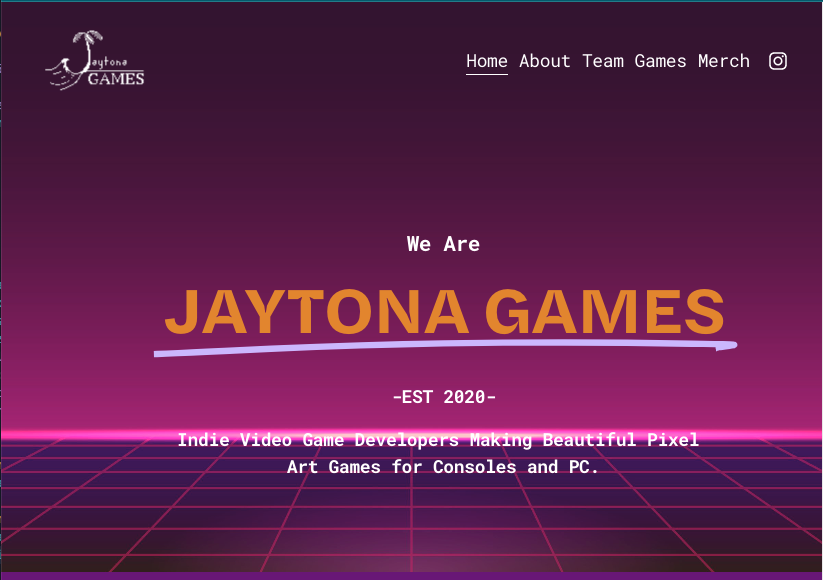 Jaytona
GAMES
Home About Team Games Merch
We Are
JAYTONA GAMES
-EST 2020-
Indie Video Game Developers Making Beautiful Pixel
Art Games for Consoles and PC.